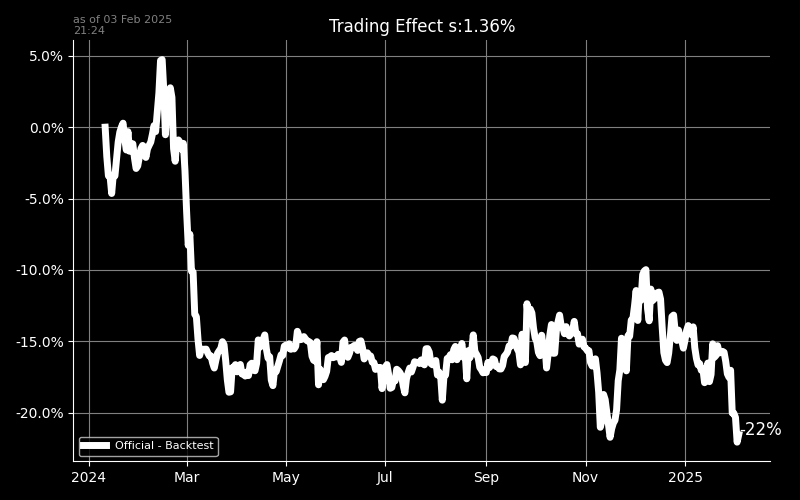 as of 03 Feb 2025
21:24
Trading Effect s:1.36%
5.0%
0.0%
-5.0%
-10.0%
-15.0%
-20.0%
-22%
Official - Backtest
2024
Mar
May
Jul
Sep
Nov
2025